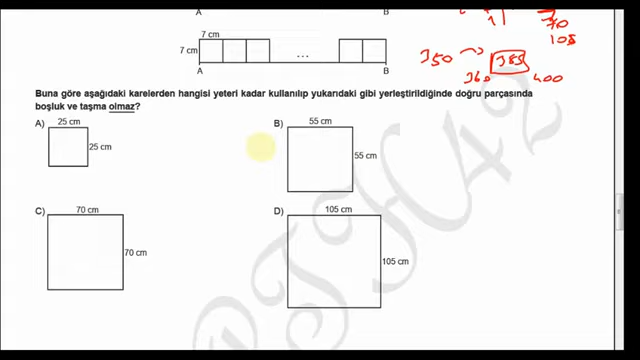 A B
70
105
7 cm
7 cm
...
A B
350 385
360 400
Buna göre aşağıdaki karelerden hangisi yeteri kadar kullanılıp yukarıdaki gibi yerleştirildiğinde doğru parçasında
boşluk ve taşma olmaz?
A) 25 cm
25 cm
B) 55 cm
55 cm
C) 70 cm
70 cm
D) 105 cm
105 cm